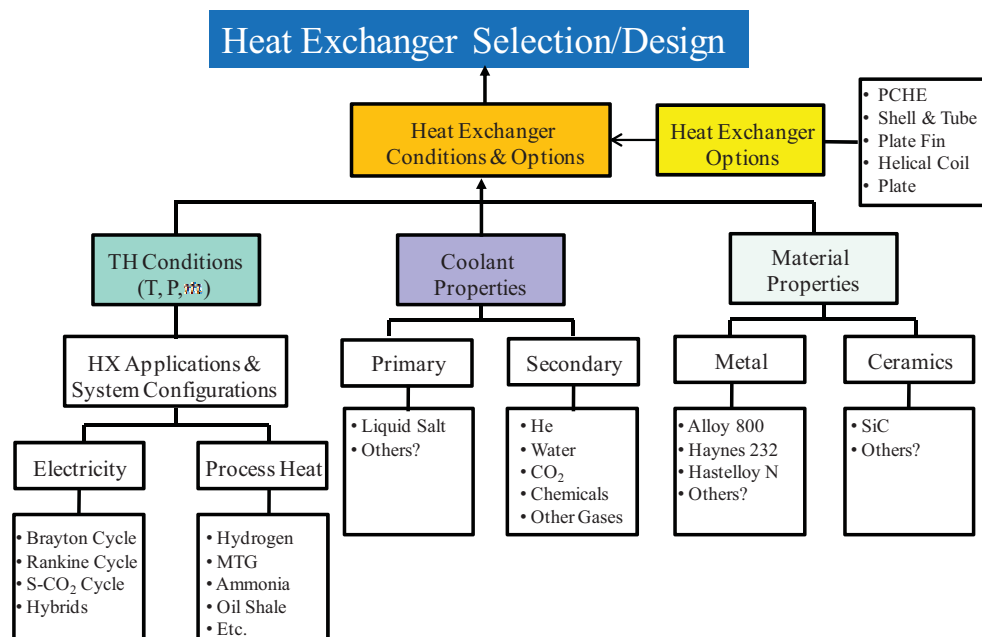 Heat Exchanger Selection/Design
Heat Exchanger
Conditions & Options
Heat Exchanger
Options
• PCHE
• Shell & Tube
• Plate Fin
• Helical Coil
• Plate
TH Conditions
(T, P, ṁ)
Coolant
Properties
Material
Properties
HX Applications &
System Configurations
Primary
Secondary
Metal
Ceramics
• Liquid Salt
• Others?
• He
• Water
• CO₂
• Chemicals
• Other Gases
• Alloy 800
• Haynes 232
• Hastelloy N
• Others?
• SiC
• Others?
Electricity
Process Heat
• Brayton Cycle
• Rankine Cycle
• S-CO₂ Cycle
• Hybrids
• Hydrogen
• MTG
• Ammonia
• Oil Shale
• Etc.